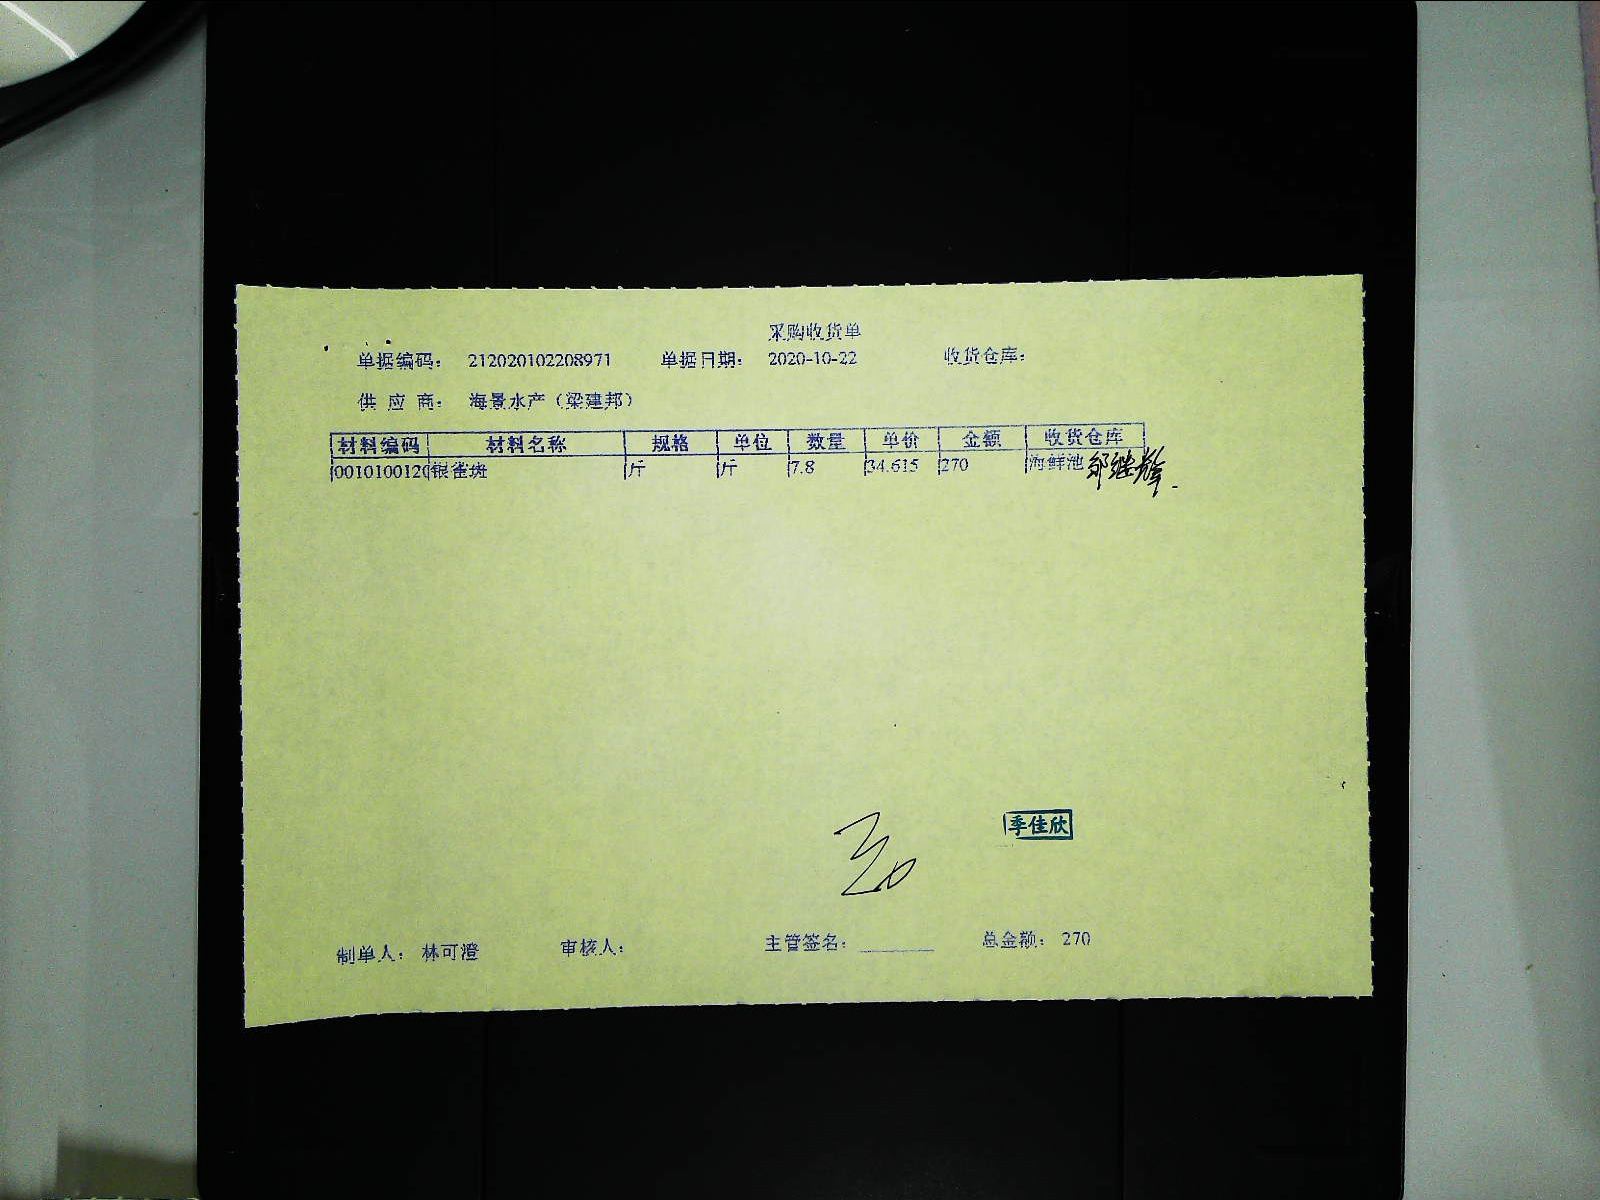 采购收货单
单据编码： 212020102208971 单据日期： 2020-10-22 收货仓库：
供 应 商： 海景水产（梁建邦）
材料编码 材料名称 规格 单位 数量 单价 金额 收货仓库
0010100120 银雀斑 斤 斤 7.8 34.615 270 海鲜池
季佳欣
制单人： 林可澄 审核人： 主管签名： 总金额： 270